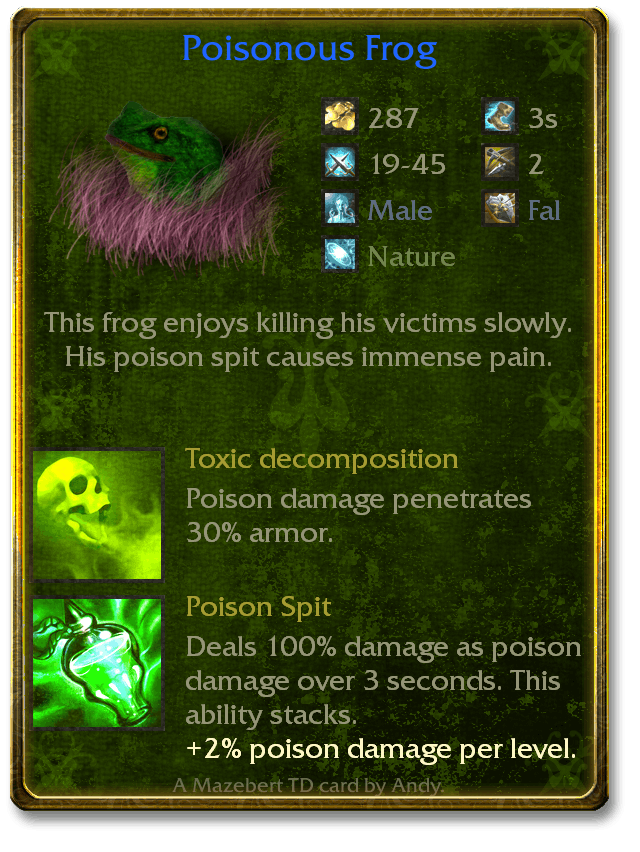 Poisonous Frog
287 3s
19-45 2
Male Fal
Nature
This frog enjoys killing his victims slowly.
His poison spit causes immense pain.
Toxic decomposition
Poison damage penetrates
30% armor.
Poison Spit
Deals 100% damage as poison
damage over 3 seconds. This
ability stacks.
+2% poison damage per level.
A Mazebert TD card by Andy.